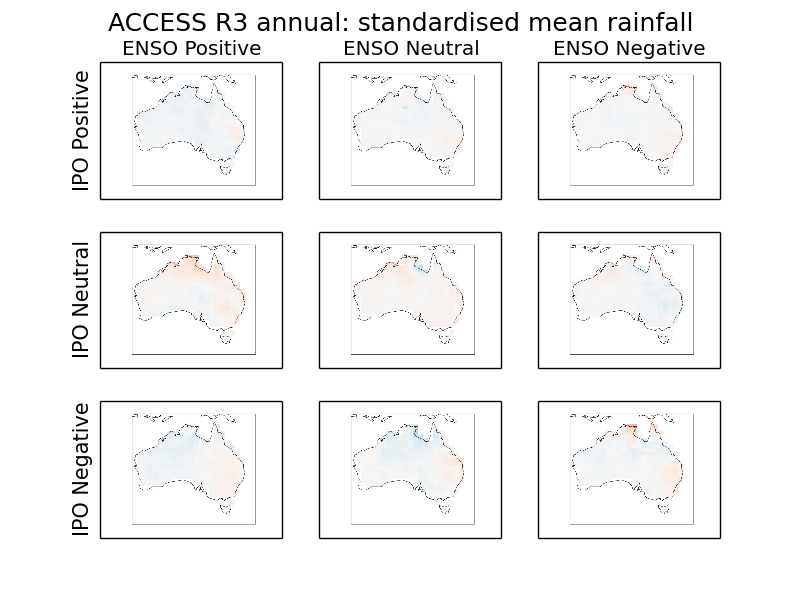 ACCESS R3 annual: standardised mean rainfall
ENSO Positive
ENSO Neutral
ENSO Negative
IPO Positive
IPO Neutral
IPO Negative